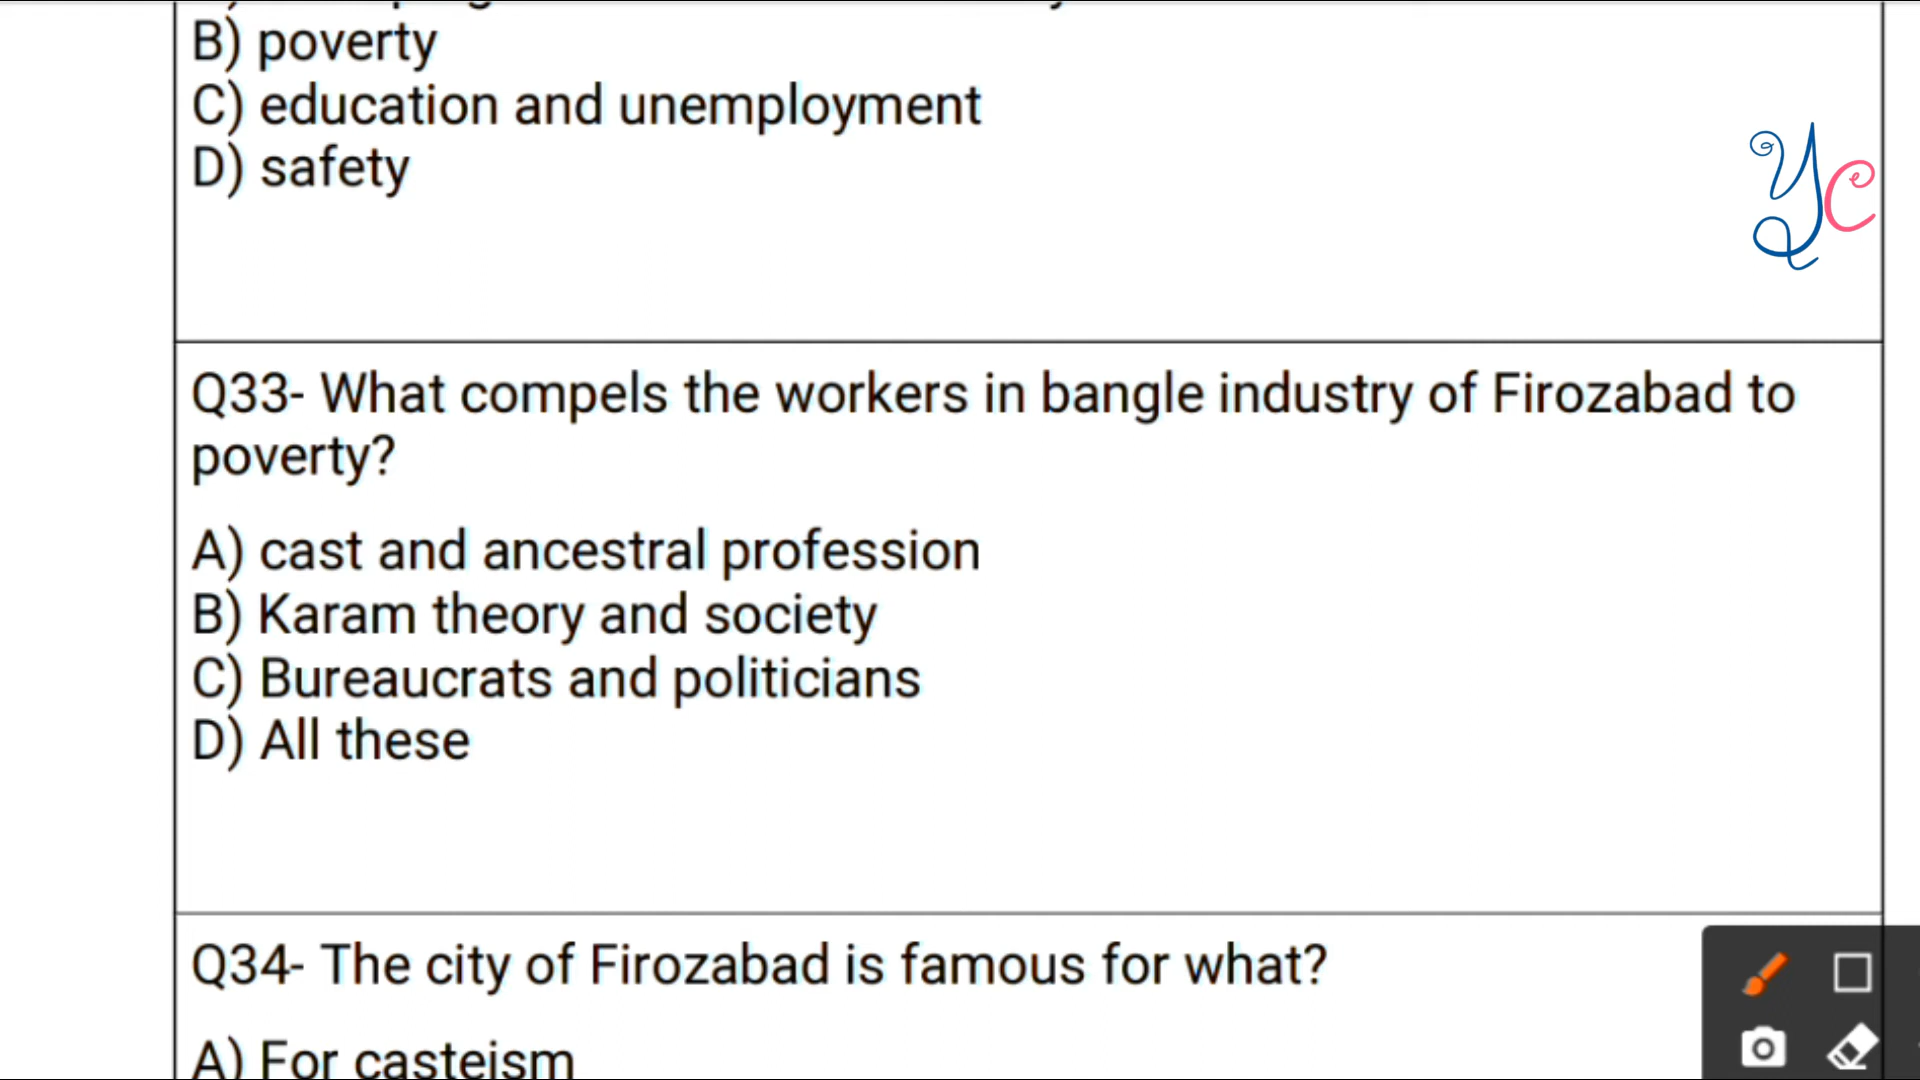 B) poverty
C) education and unemployment
D) safety
YC
Q33- What compels the workers in bangle industry of Firozabad to
poverty?
A) cast and ancestral profession
B) Karam theory and society
C) Bureaucrats and politicians
D) All these
Q34- The city of Firozabad is famous for what?
A) For casteism